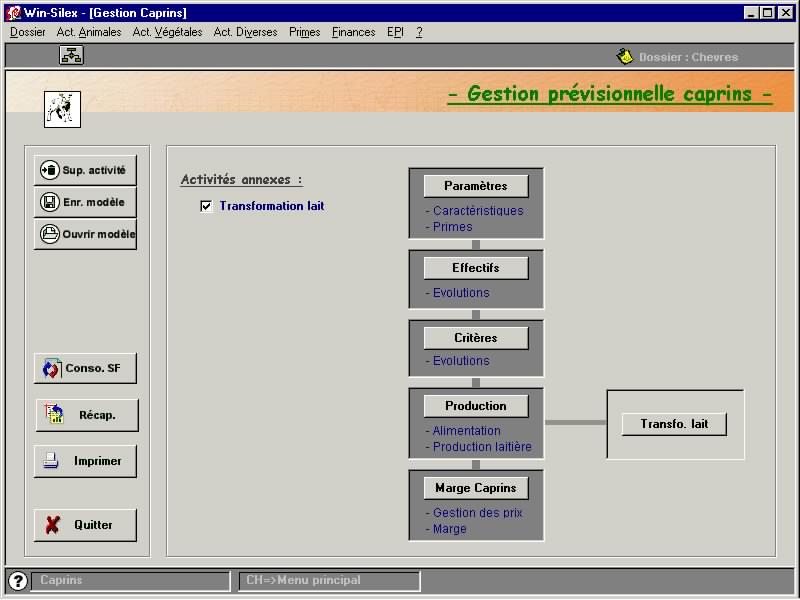 Win-Silex - [Gestion Caprins]
Dossier Act. Animales Act. Végétales Act. Diverses Primes Finances EPI ?
Dossier : Chevres
- Gestion prévisionnelle caprins -
Sup. activité
Enr. modèle
Ouvrir modèle
Conso. SF
Récap.
Imprimer
Quitter
Activités annexes :
Transformation lait
Paramètres
- Caractéristiques
- Primes
Effectifs
- Evolutions
Critères
- Evolutions
Production
- Alimentation
- Production laitière
Transfo. lait
Marge Caprins
- Gestion des prix
- Marge
? Caprins CH=>Menu principal